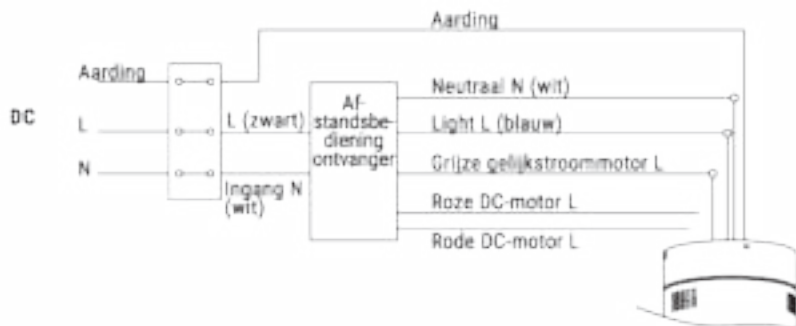 Aarding
Aarding
Neutraal N (wit)
DC
L
L (zwart)
Af-
standsbe-
diening
ontvanger
Light L (blauw)
N
Ingang N
(wit)
Grijze gelijkstroommotor L
Roze DC-motor L
Rode DC-motor L